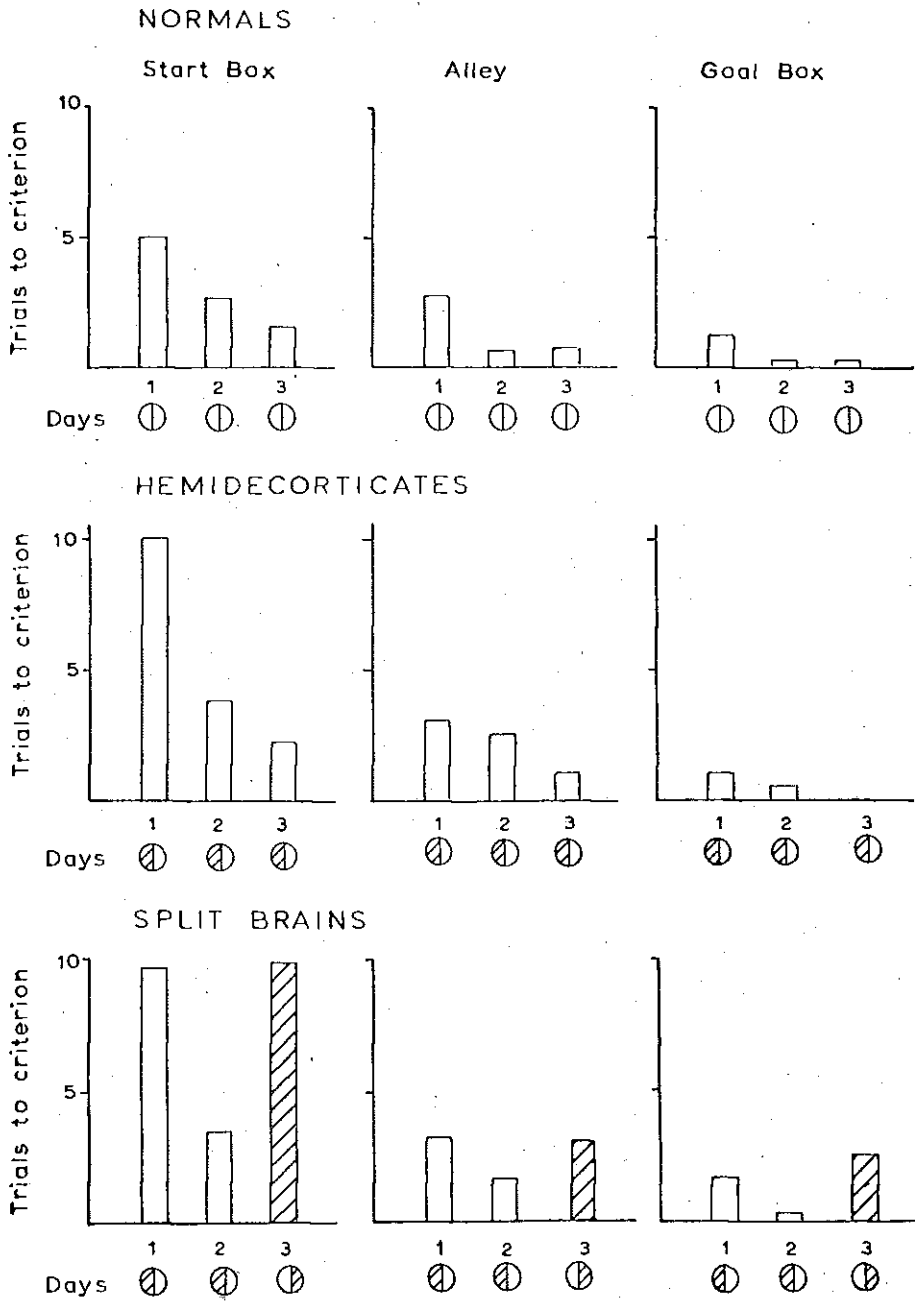 NORMALS
Start Box Alley Goal Box
Trials to criterion
10
5
1 2 3 1 2 3 1 2 3
Days
HEMIDECORTICATES
Trials to criterion
10
5
1 2 3 1 2 3 1 2 3
Days
SPLIT BRAINS
Trials to criterion
10
5
1 2 3 1 2 3 1 2 3
Days